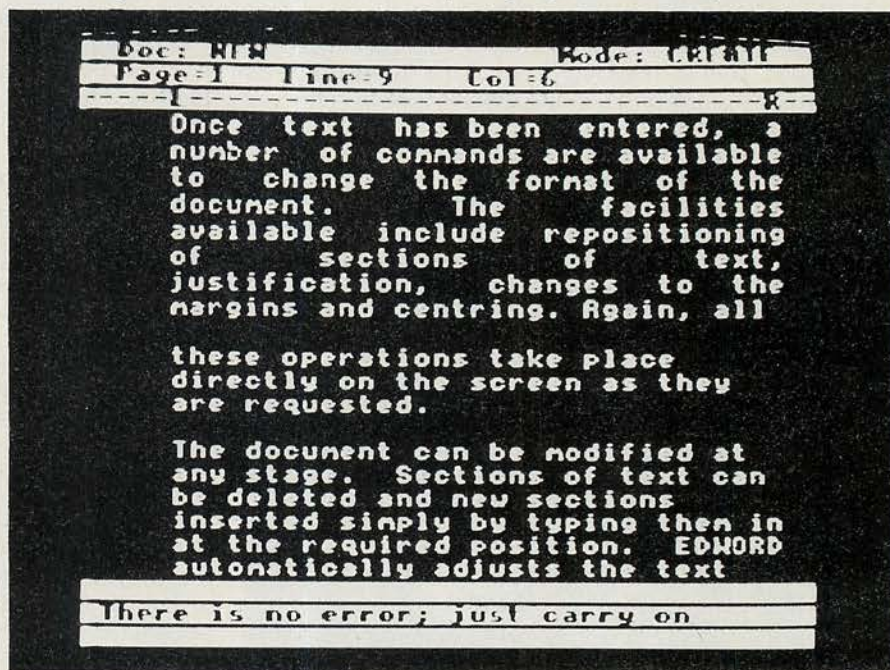 Doc: NEW Mode: CREATE
Page=1 Line=9 Col=6
-----L----------------------------------R--
Once text has been entered, a
number of commands are available
to change the format of the
document. The facilities
available include repositioning
of sections of text,
justification, changes to the
margins and centring. Again, all
these operations take place
directly on the screen as they
are requested.
The document can be modified at
any stage. Sections of text can
be deleted and new sections
inserted simply by typing them in
at the required position. EDWORD
automatically adjusts the text
There is no error; just carry on